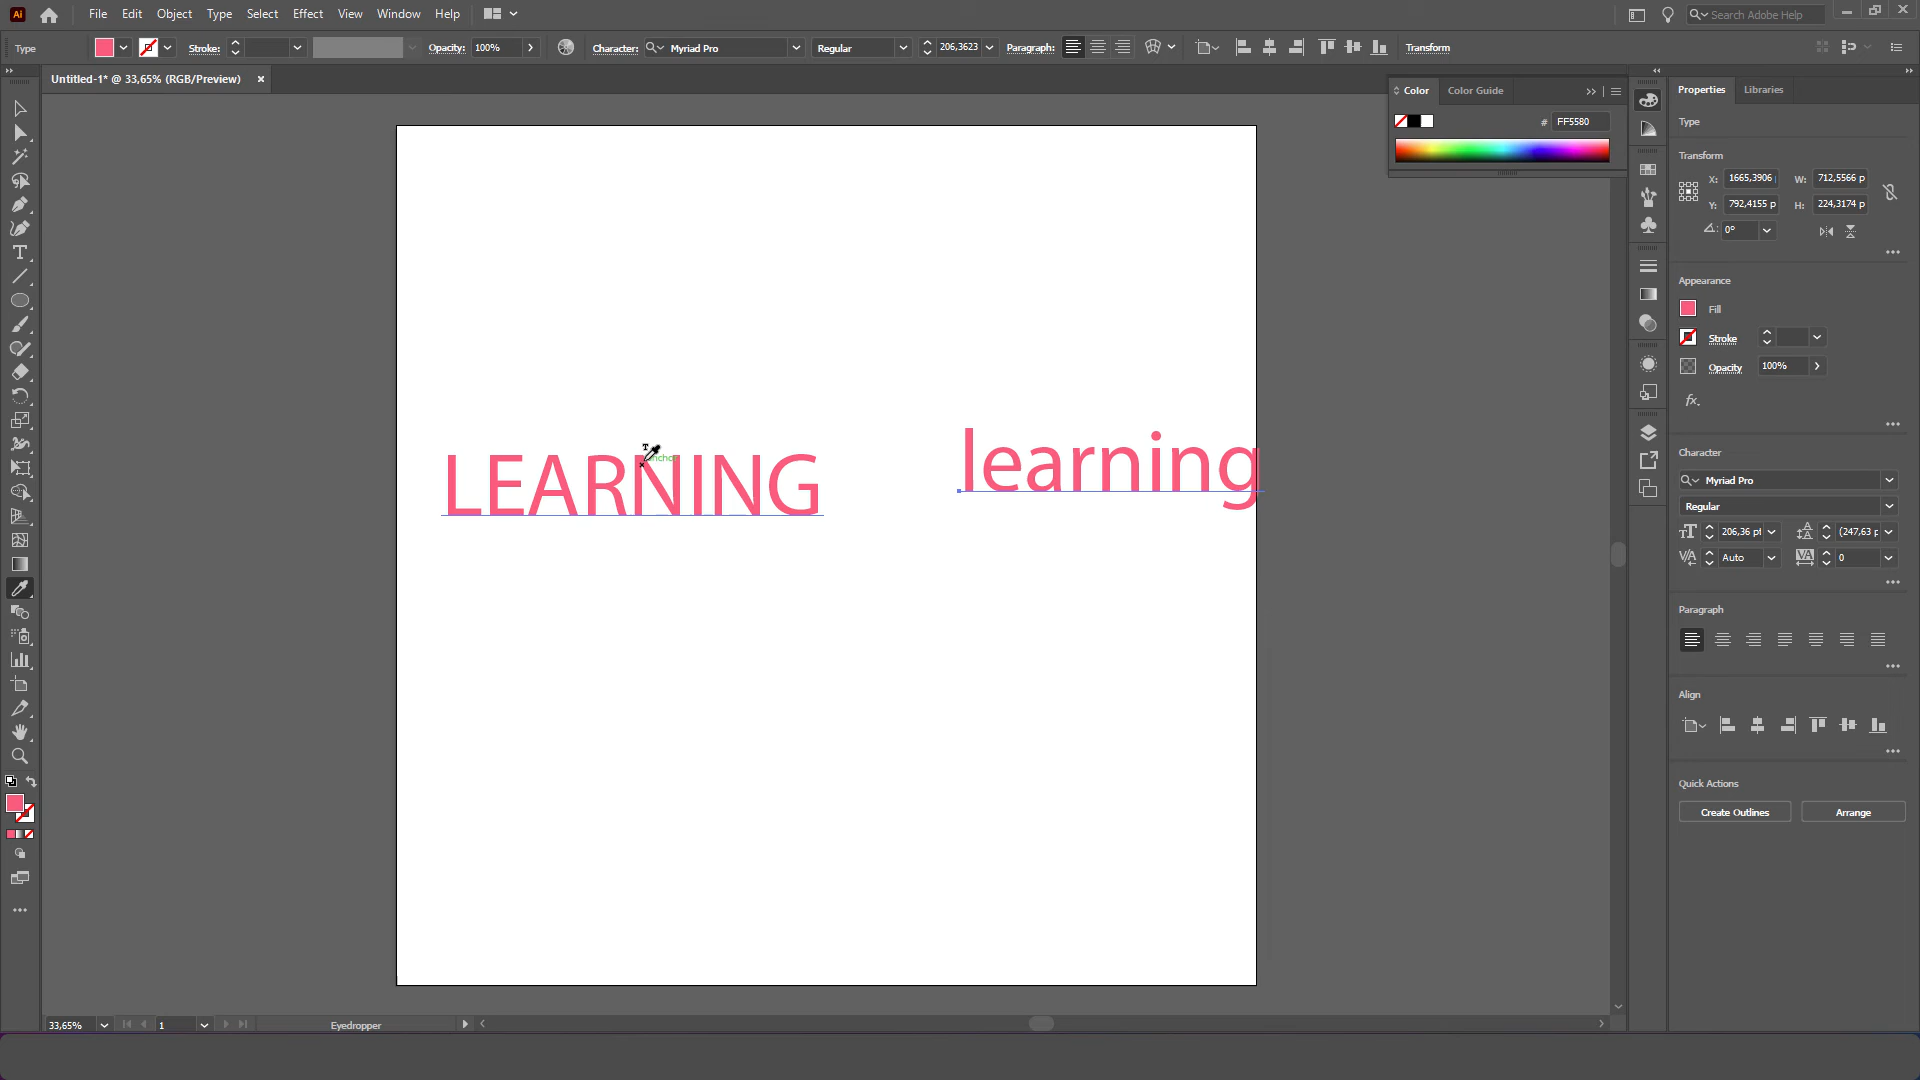 Ai File Edit Object Type Select Effect View Window Help Search Adobe Help
Type Stroke: Opacity: 100% Character: Myriad Pro Regular 206,3623 Paragraph: Transform
Untitled-1* @ 33,65% (RGB/Preview)
Color Color Guide
# FF5580
Properties Libraries
Type
Transform
X: 1665,3906 W: 712,5566 p
Y: 792,4155 p H: 224,3174 p
0°
Appearance
Fill
Stroke
Opacity 100%
fx.
Character
Myriad Pro
Regular
206,36 pt (247,63 p
Auto 0
Paragraph
Align
Quick Actions
Create Outlines Arrange
LEARNING
learning
33,65% 1 Eyedropper